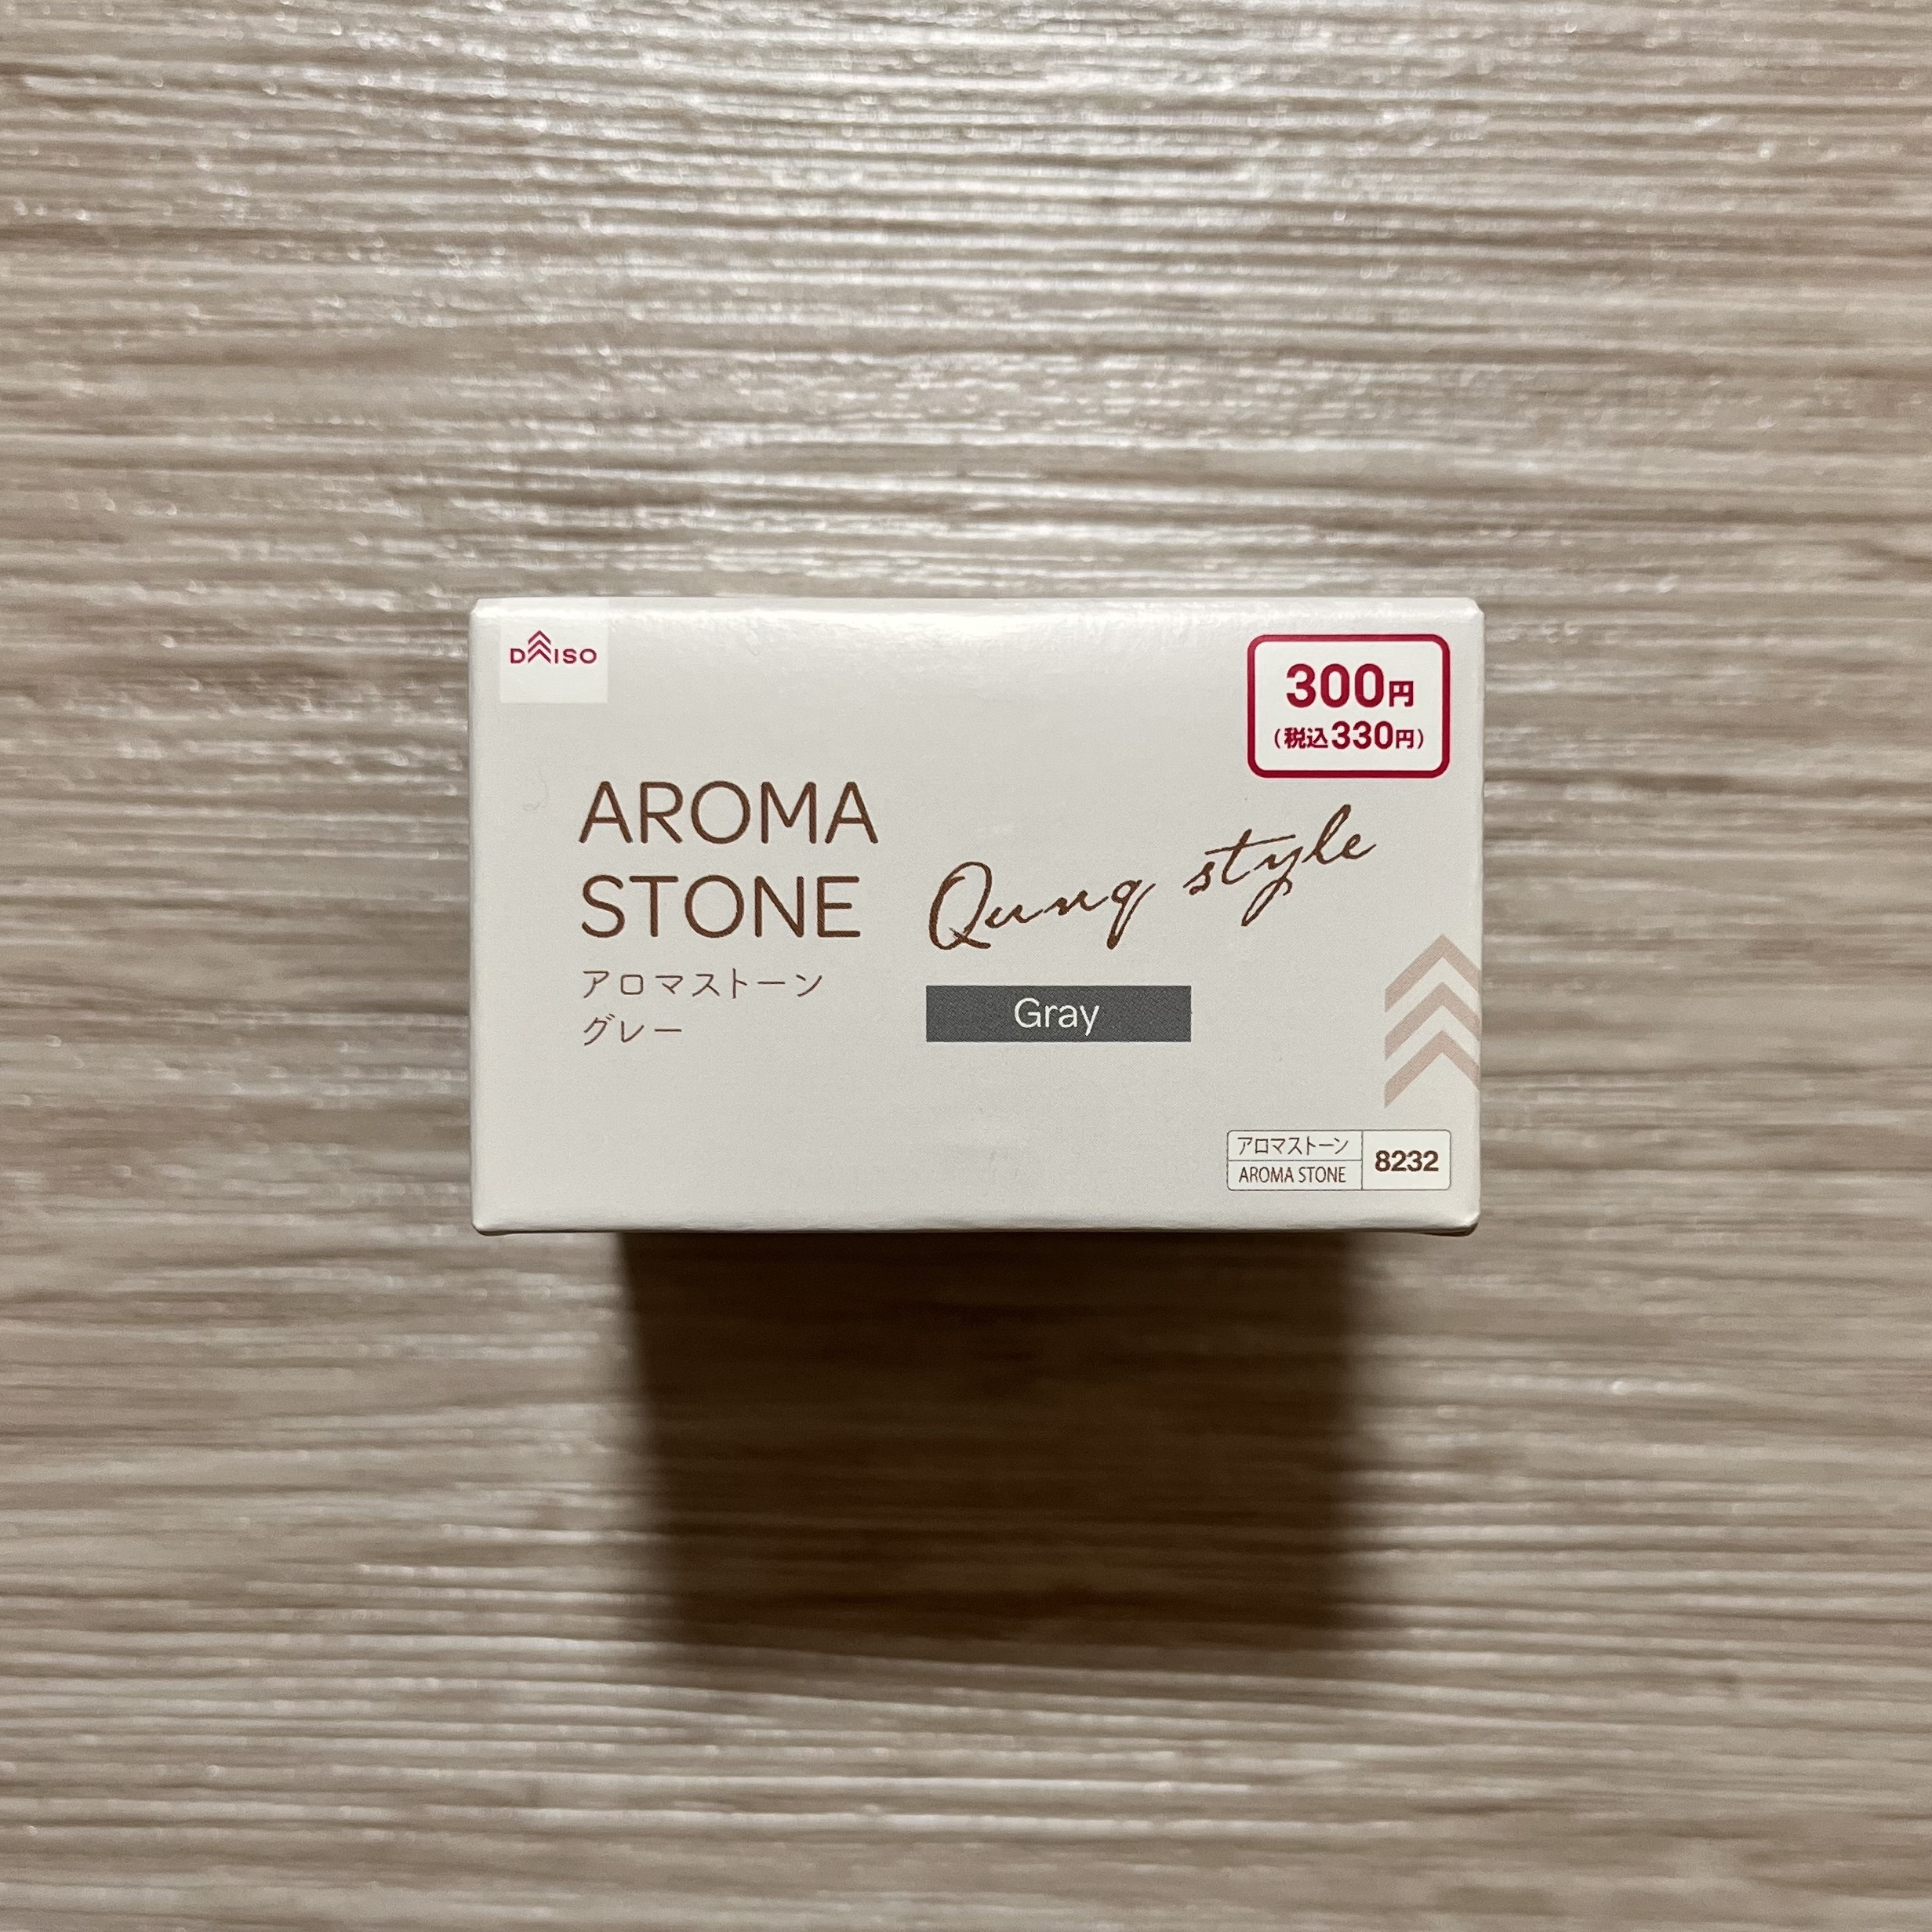 DAISO
300円
(税込330円)
AROMA
STONE
アロマストーン
グレー
Qunq style
Gray
アロマストーン
AROMA STONE
8232